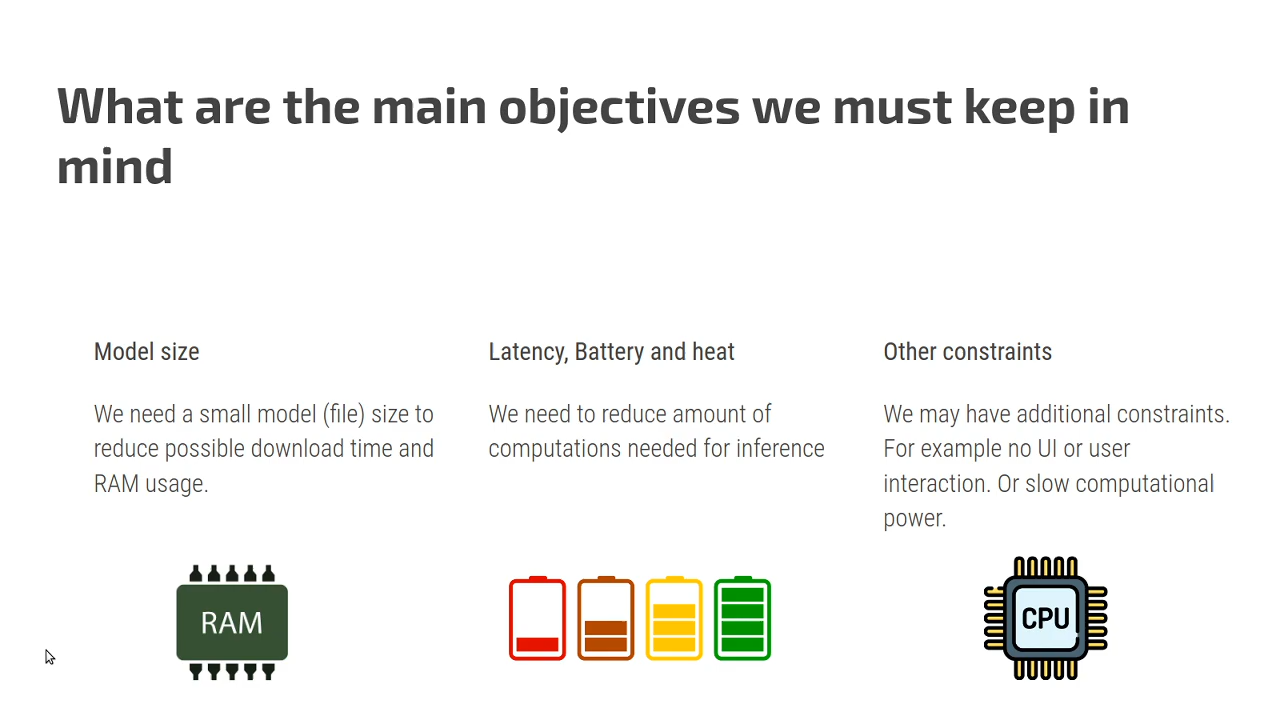 What are the main objectives we must keep in
mind
Model size
We need a small model (file) size to
reduce possible download time and
RAM usage.
RAM
Latency, Battery and heat
We need to reduce amount of
computations needed for inference
Other constraints
We may have additional constraints.
For example no UI or user
interaction. Or slow computational
power.
CPU